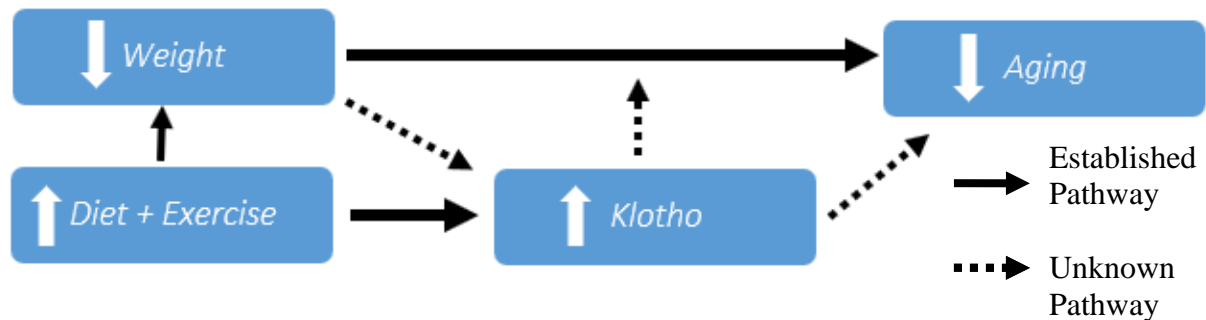 Weight
Aging
Diet + Exercise
Klotho
Established
Pathway
Unknown
Pathway